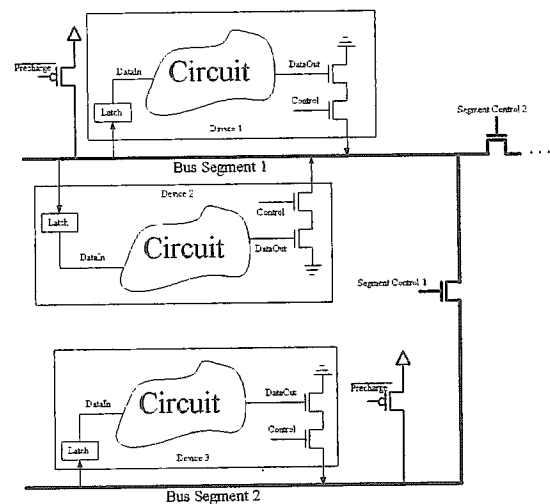 Precharge
DataIn
Circuit
DataOut
Control
Latch
Device 1
Segment Control 2
. . .
Bus Segment 1
Device 2
Latch
Control
Circuit
DataIn
DataOut
Segment Control 1
DataIn
Circuit
DataOut
Precharge
Control
Latch
Device 3
Bus Segment 2